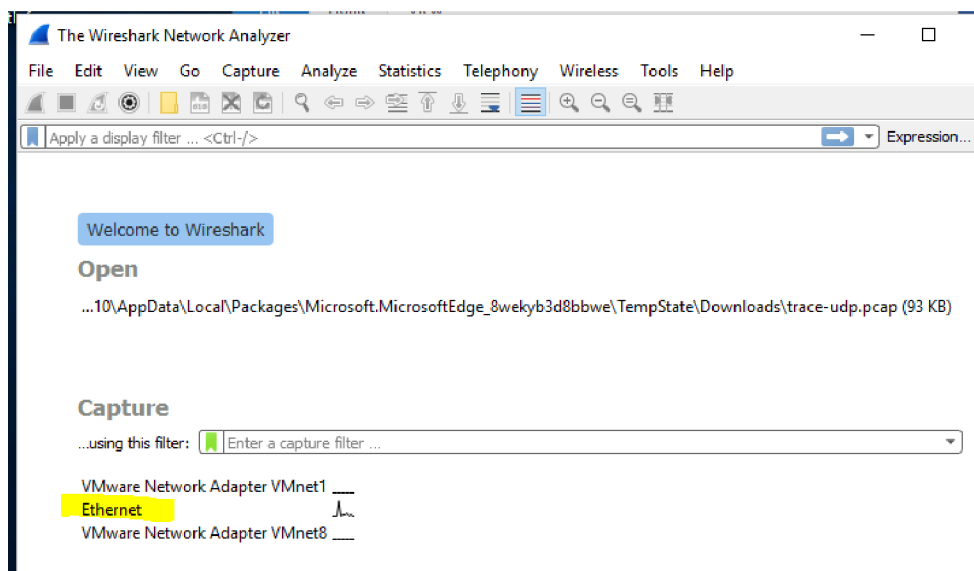 The Wireshark Network Analyzer
File Edit View Go Capture Analyze Statistics Telephony Wireless Tools Help
Apply a display filter ... <Ctrl-/> Expression...
Welcome to Wireshark
Open
...10\AppData\Local\Packages\Microsoft.MicrosoftEdge_8wekyb3d8bbwe\TempState\Downloads\trace-udp.pcap (93 KB)
Capture
...using this filter: Enter a capture filter ...
VMware Network Adapter VMnet1
Ethernet
VMware Network Adapter VMnet8